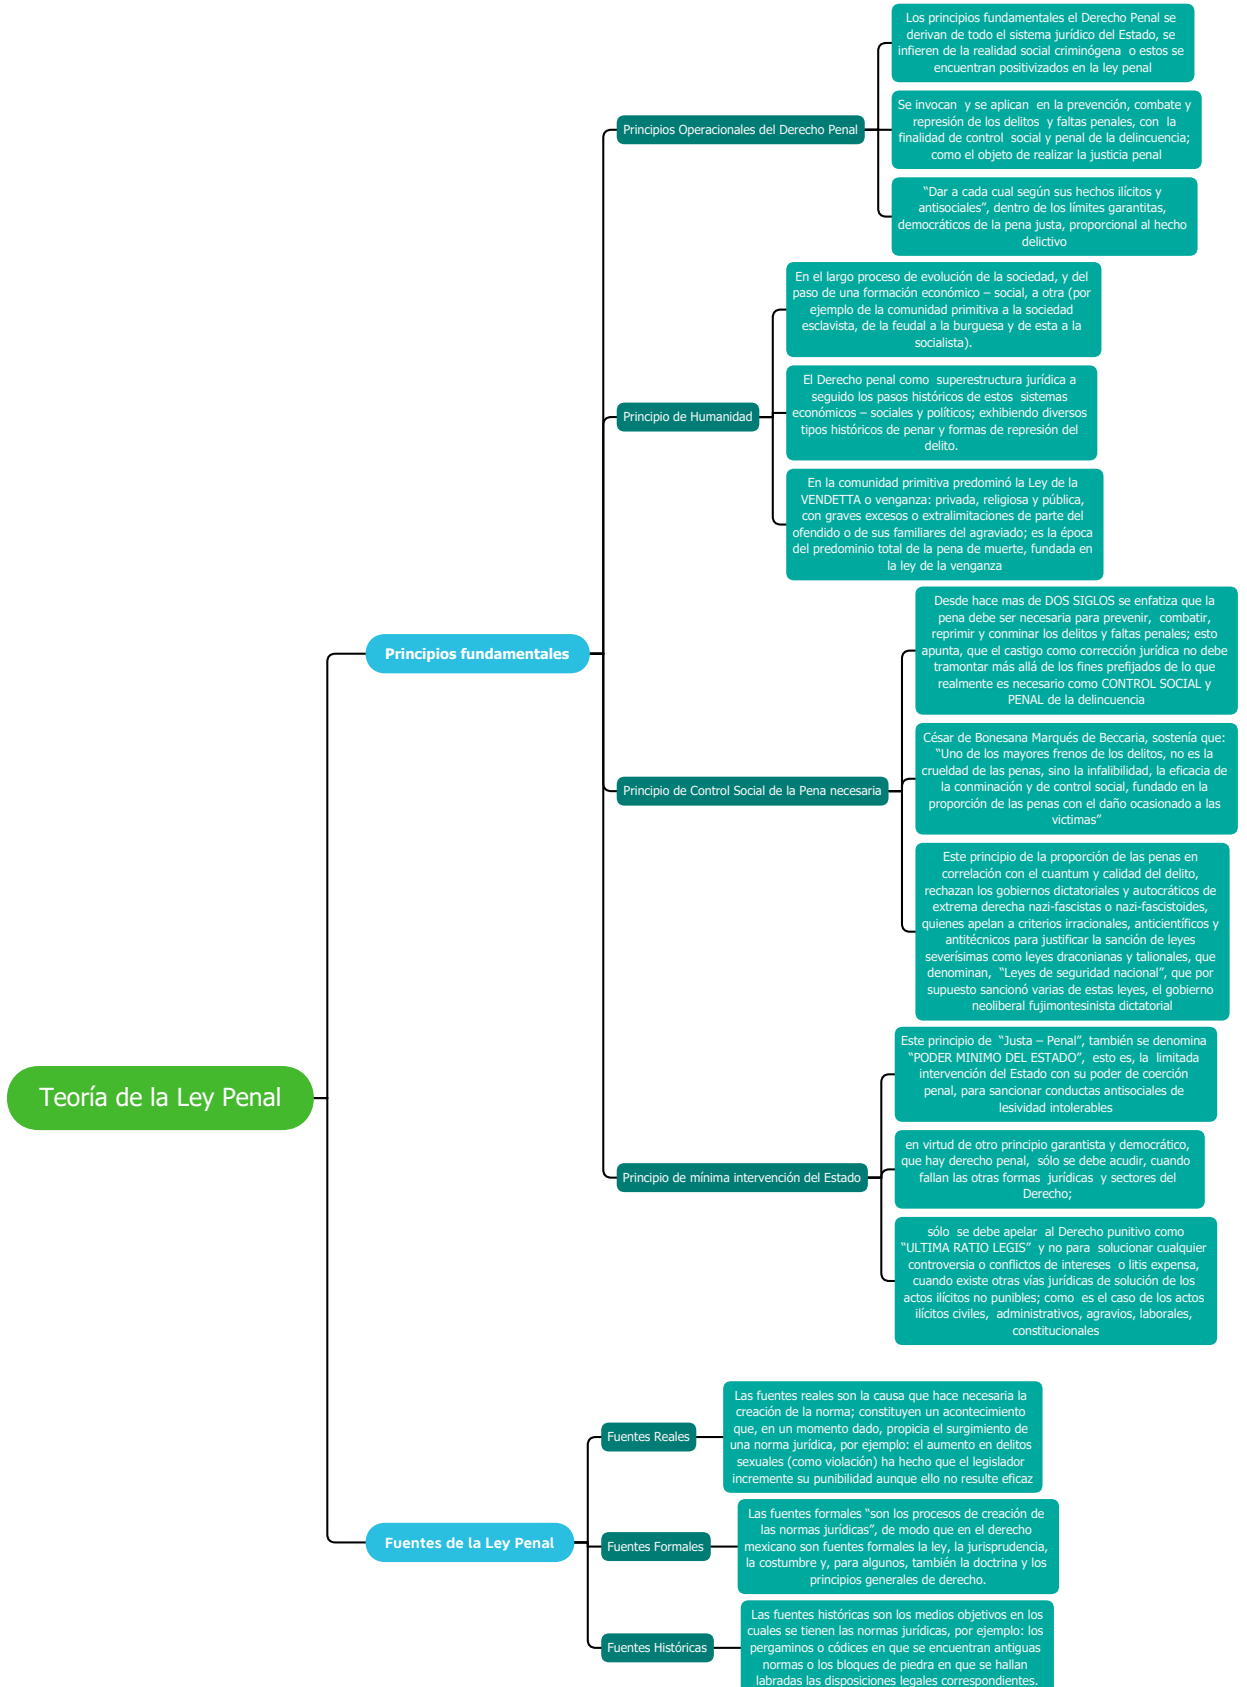 Teoría de la Ley Penal
Principios fundamentales
Principios Operacionales del Derecho Penal
Los principios fundamentales el Derecho Penal se
derivan de todo el sistema jurídico del Estado, se
infieren de la realidad social criminógena  o estos se
encuentran positivizados en la ley penal
Se invocan  y se aplican  en la prevención, combate y
represión de los delitos  y faltas penales, con  la
finalidad de control  social y penal de la delincuencia;
como el objeto de realizar la justicia penal
“Dar a cada cual según sus hechos ilícitos y
antisociales”, dentro de los límites garantitas,
democráticos de la pena justa, proporcional al hecho
delictivo
Principio de Humanidad
En el largo proceso de evolución de la sociedad, y del
paso de una formación económico – social, a otra (por
ejemplo de la comunidad primitiva a la sociedad
esclavista, de la feudal a la burguesa y de esta a la
socialista).
El Derecho penal como  superestructura jurídica a
seguido los pasos históricos de estos  sistemas
económicos – sociales y políticos; exhibiendo diversos
tipos históricos de penar y formas de represión del
delito.
En la comunidad primitiva predominó la Ley de la
VENDETTA o venganza: privada, religiosa y pública,
con graves excesos o extralimitaciones de parte del
ofendido o de sus familiares del agraviado; es la época
del predominio total de la pena de muerte, fundada en
la ley de la venganza
Principio de Control Social de la Pena necesaria
Desde hace mas de DOS SIGLOS se enfatiza que la
pena debe ser necesaria para prevenir,  combatir,
reprimir y conminar los delitos y faltas penales; esto
apunta, que el castigo como corrección jurídica no debe
tramontar más allá de los fines prefijados de lo que
realmente es necesario como CONTROL SOCIAL y
PENAL de la delincuencia
César de Bonesana Marqués de Beccaria, sostenía que:
“Uno de los mayores frenos de los delitos, no es la
crueldad de las penas, sino la infalibilidad, la eficacia de
la conminación y de control social, fundado en la
proporción de las penas con el daño ocasionado a las
victimas”
Este principio de la proporción de las penas en
correlación con el cuantum y calidad del delito,
rechazan los gobiernos dictatoriales y autocráticos de
extrema derecha nazi-fascistas o nazi-fascistoides,
quienes apelan a criterios irracionales, anticientíficos y
antitécnicos para justificar la sanción de leyes
severísimas como leyes draconianas y talionales, que
denominan,  “Leyes de seguridad nacional”, que por
supuesto sancionó varias de estas leyes, el gobierno
neoliberal fujimontesinista dictatorial
Principio de mínima intervención del Estado
Este principio de  “Justa – Penal”, también se denomina
“PODER MINIMO DEL ESTADO”,  esto es, la  limitada
intervención del Estado con su poder de coerción
penal, para sancionar conductas antisociales de
lesividad intolerables
en virtud de otro principio garantista y democrático,
que hay derecho penal,  sólo se debe acudir, cuando
fallan las otras formas  jurídicas  y sectores del
Derecho;
sólo  se debe apelar  al Derecho punitivo como
“ULTIMA RATIO LEGIS”  y no para  solucionar cualquier
controversia o conflictos de intereses  o litis expensa,
cuando existe otras vías jurídicas de solución de los
actos ilícitos no punibles; como  es el caso de los actos
ilícitos civiles,  administrativos, agravios, laborales,
constitucionales
Fuentes de la Ley Penal
Fuentes Reales
Las fuentes reales son la causa que hace necesaria la
creación de la norma; constituyen un acontecimiento
que, en un momento dado, propicia el surgimiento de
una norma jurídica, por ejemplo: el aumento en delitos
sexuales (como violación) ha hecho que el legislador
incremente su punibilidad aunque ello no resulte eficaz
Fuentes Formales
Las fuentes formales “son los procesos de creación de
las normas jurídicas”, de modo que en el derecho
mexicano son fuentes formales la ley, la jurisprudencia,
la costumbre y, para algunos, también la doctrina y los
principios generales de derecho.
Fuentes Históricas
Las fuentes históricas son los medios objetivos en los
cuales se tienen las normas jurídicas, por ejemplo: los
pergaminos o códices en que se encuentran antiguas
normas o los bloques de piedra en que se hallan
labradas las disposiciones legales correspondientes.